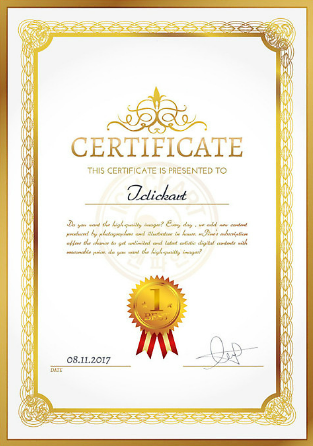 CERTIFICATE
THIS CERTIFICATE IS PRESENTED TO
Tclickart
Do you want the high-quality images? Every day, we add new content
produced by photographers and illustrators in house. subscription
offers the chance to get unlimited and latest artistic digital contents with
reasonable price. do you want the high-quality images?
1
08.11.2017
DATE